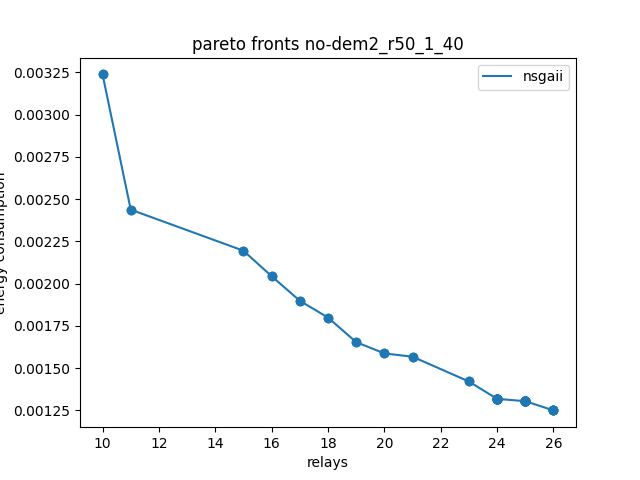 pareto fronts no-dem2_r50_1_40
nsgaii
0.00325
0.00300
0.00275
0.00250
0.00225
0.00200
0.00175
0.00150
0.00125
energy consumption
10 12 14 16 18 20 22 24 26
relays